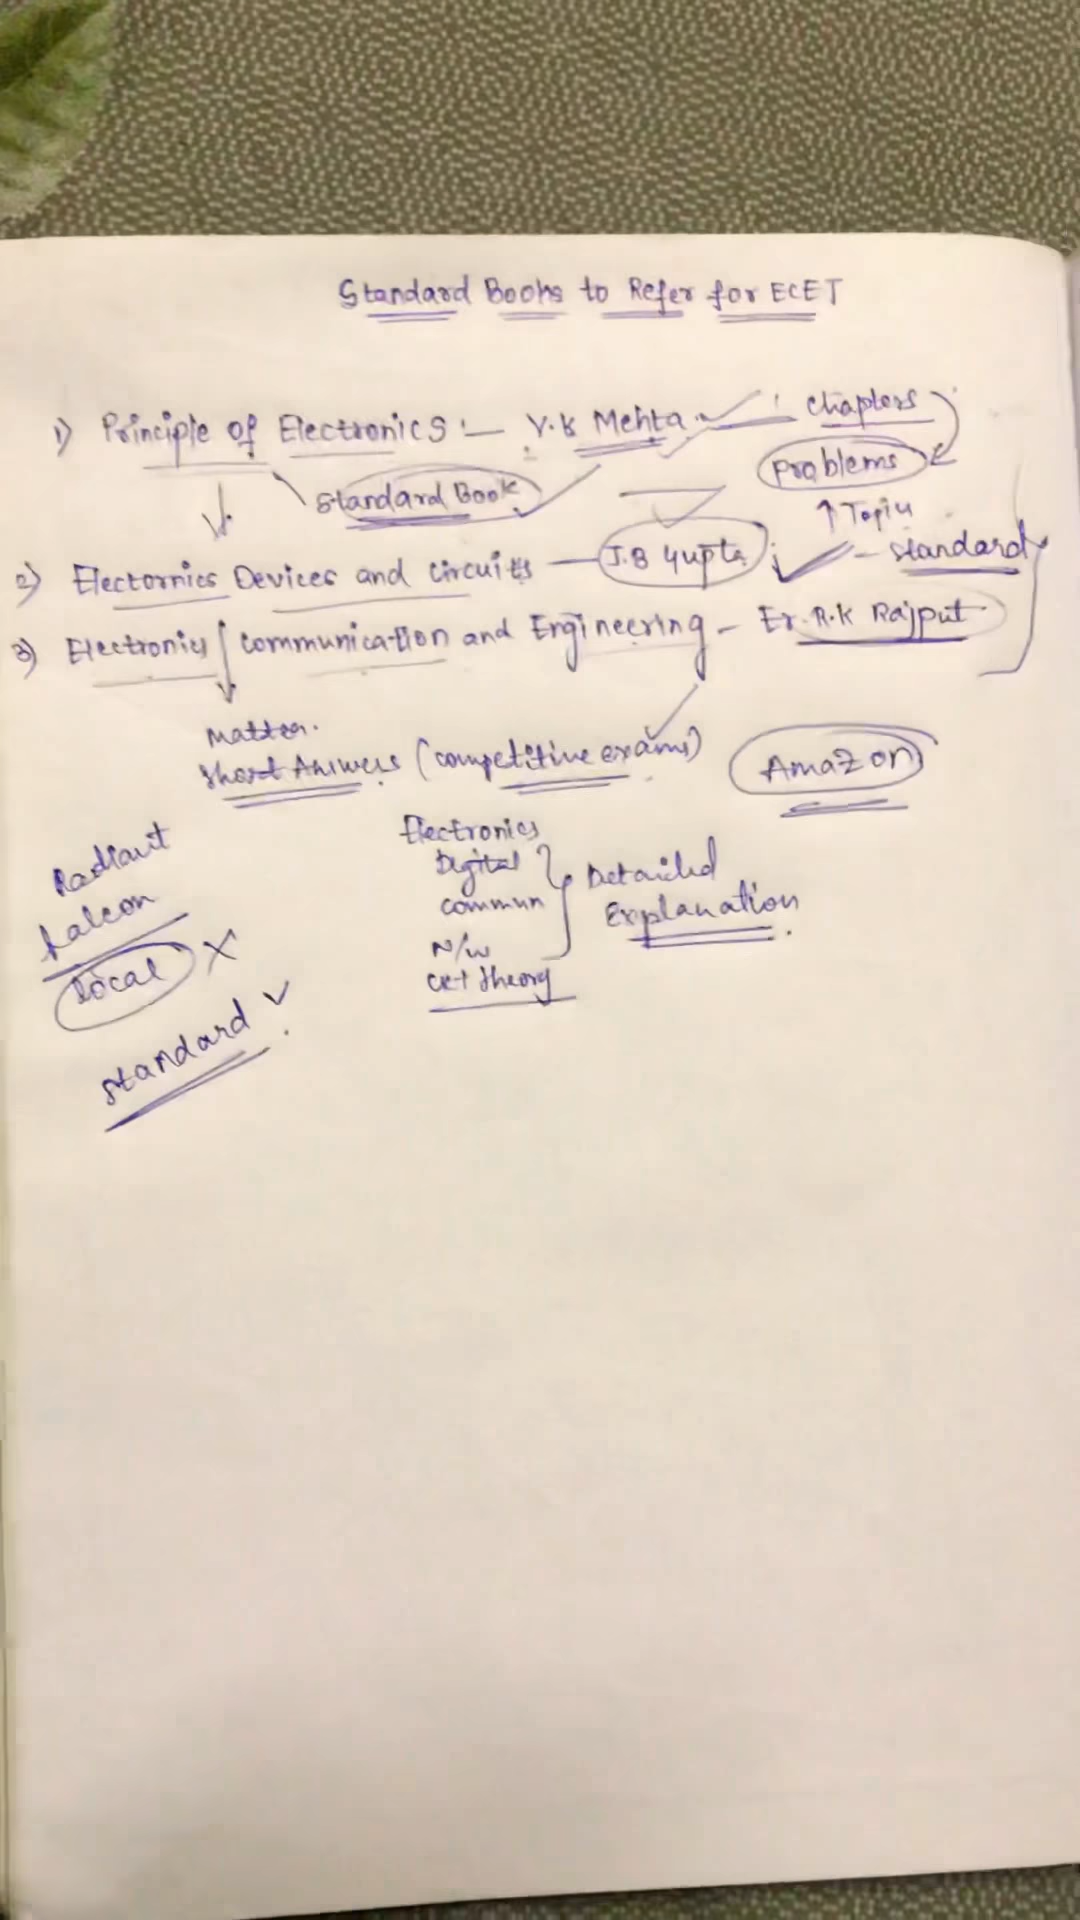 Standard Books to Refer for ECET
1) Principle of Electronics :- V.K Mehta : chapters
Problems
Standard Book
↑ Topic
2) Electornics Devices and circuits - J.B Gupta - standard
3) Electronics communication and Engineering - Er. R.K Rajput
Matter.
Short Answers (competitive exams)
Amazon
Radiant
falcon
local X
standard ✓
Electronics
Digital
commun
N/w
ckt theory
Detailed
Explanation.